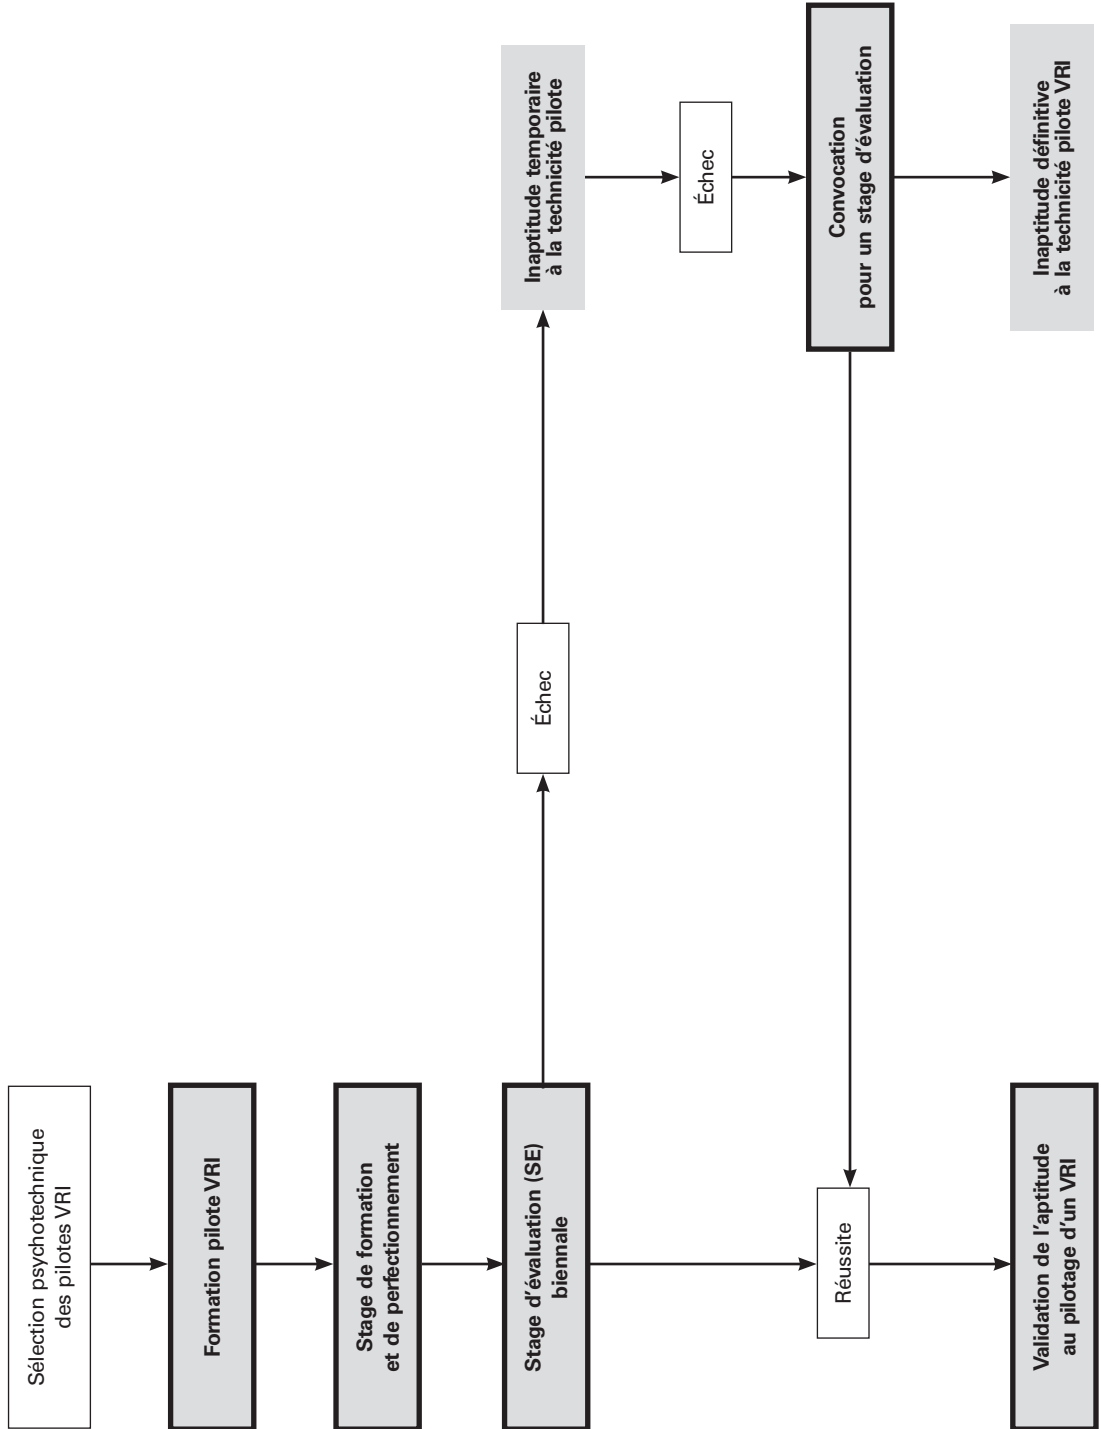 Sélection psychotechnique
des pilotes VRI
Formation pilote VRI
Stage de formation
et de perfectionnement
Stage d'évaluation (SE)
biennale
Échec
Inaptitude temporaire
à la technicité pilote
Échec
Convocation
pour un stage d'évaluation
Inaptitude définitive
à la technicité pilote VRI
Réussite
Validation de l'aptitude
au pilotage d'un VRI